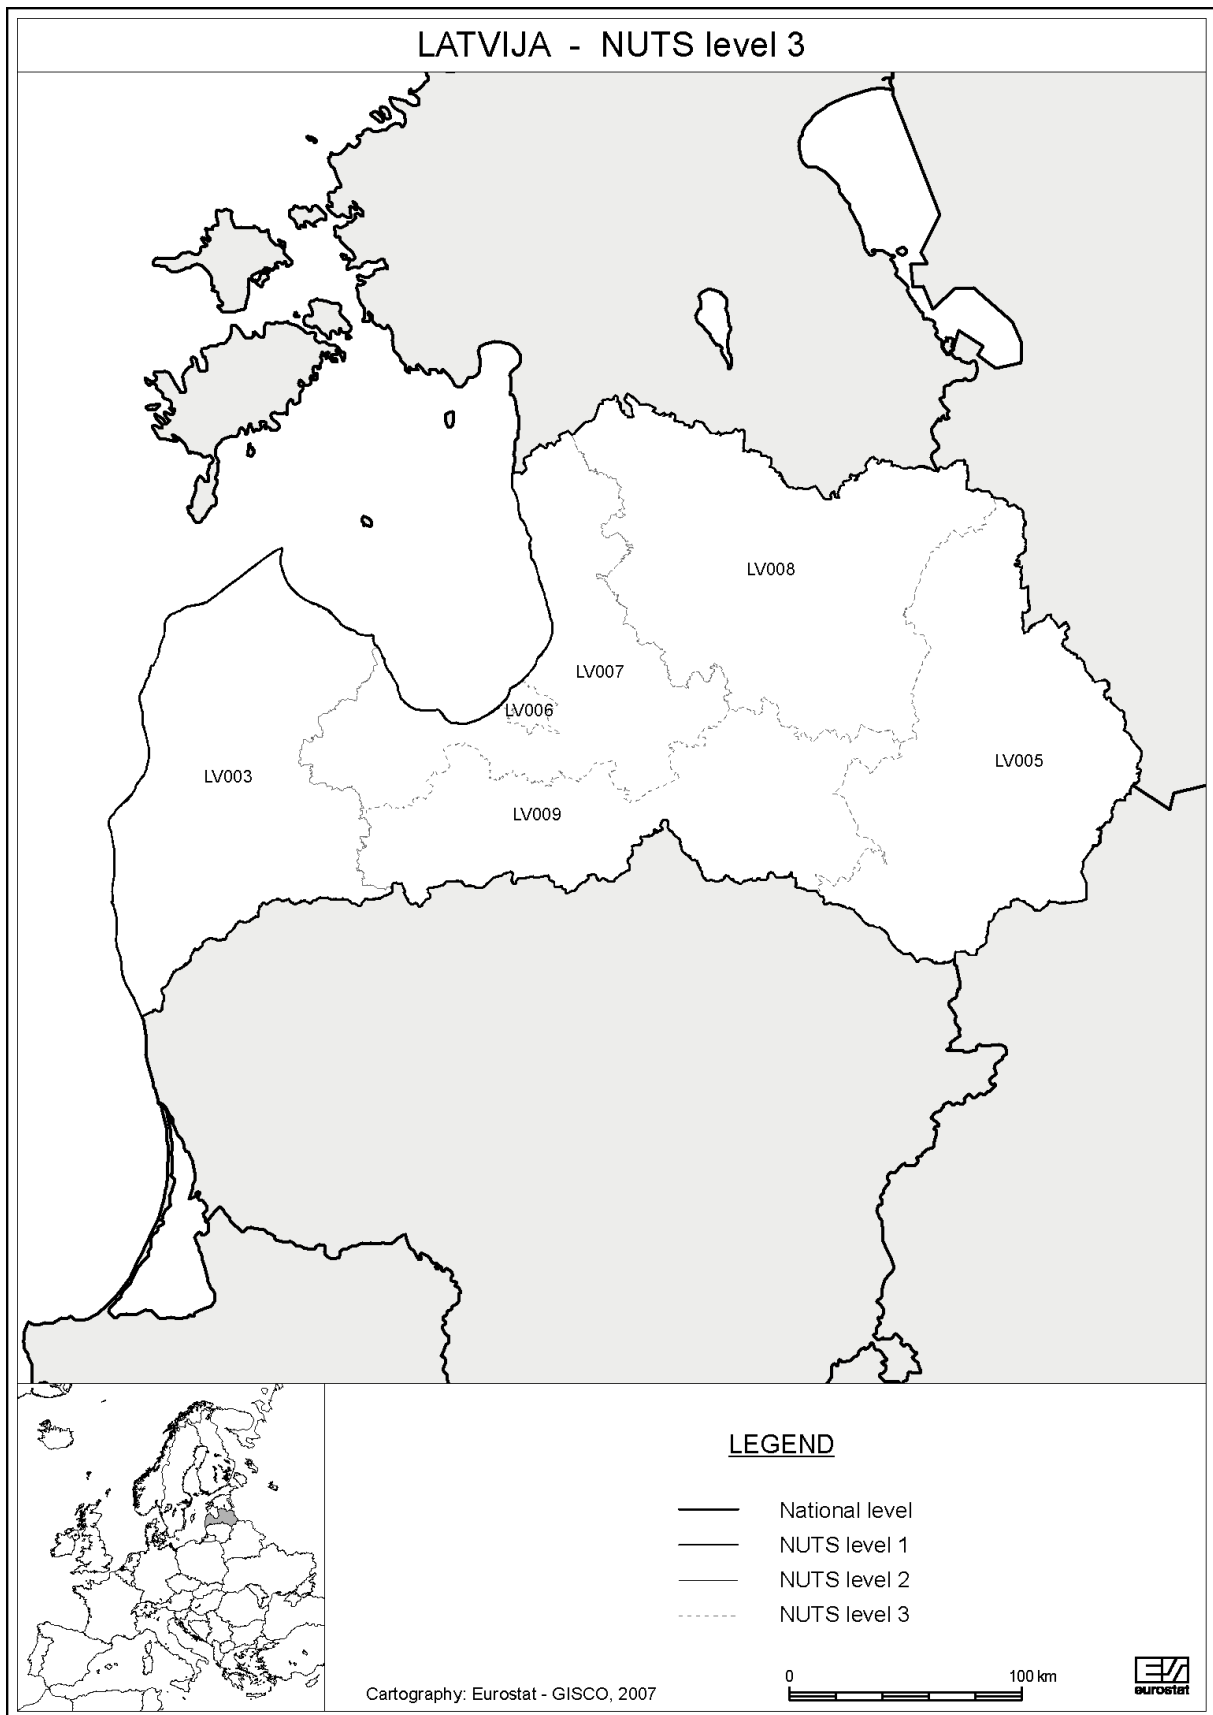 LATVIJA - NUTS level 3
LV008
LV007
LV006
LV005
LV003
LV009
LEGEND
National level
NUTS level 1
NUTS level 2
NUTS level 3
0 100 km
Cartography: Eurostat - GISCO, 2007
eurostat